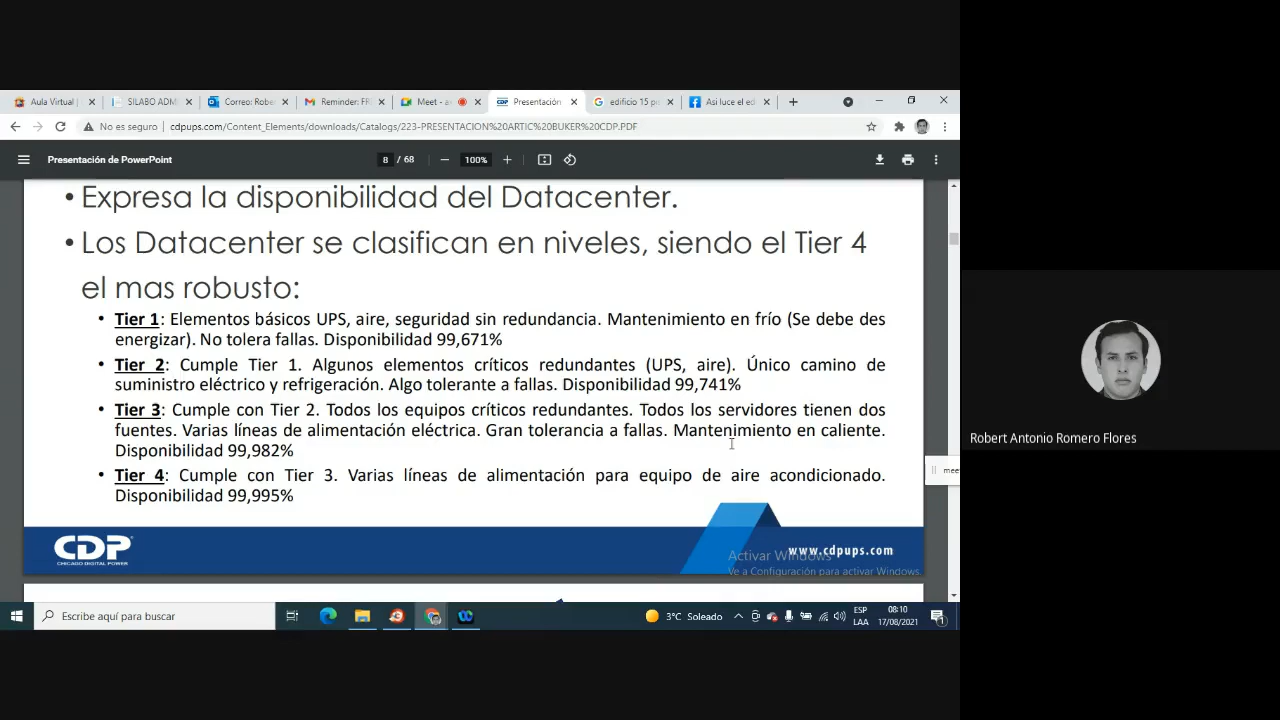 Aula Virtual
SILABO ADM
Correo: Robe
Reminder: FR
Meet - a
CDP Presentación
edificio 15 p
Asi luce el ed
No es seguro | cdpups.com/Content_Elements/downloads/Catalogs/223-PRESENTACION%20ARTIC%20BUKER%20CDP.PDF
Presentación de PowerPoint
8 / 68
100%
• Expresa la disponibilidad del Datacenter.
• Los Datacenter se clasifican en niveles, siendo el Tier 4
el mas robusto:
• Tier 1: Elementos básicos UPS, aire, seguridad sin redundancia. Mantenimiento en frío (Se debe des
energizar). No tolera fallas. Disponibilidad 99,671%
• Tier 2: Cumple Tier 1. Algunos elementos críticos redundantes (UPS, aire). Único camino de
suministro eléctrico y refrigeración. Algo tolerante a fallas. Disponibilidad 99,741%
• Tier 3: Cumple con Tier 2. Todos los equipos críticos redundantes. Todos los servidores tienen dos
fuentes. Varias líneas de alimentación eléctrica. Gran tolerancia a fallas. Mantenimiento en caliente.
Disponibilidad 99,982%
• Tier 4: Cumple con Tier 3. Varias líneas de alimentación para equipo de aire acondicionado.
Disponibilidad 99,995%
mee
CDP
CHICAGO DIGITAL POWER
www.cdpups.com
Activar Windows
Ve a Configuración para activar Windows.
Escribe aquí para buscar
3°C Soleado
ESP
LAA
08:10
17/08/2021
1
Robert Antonio Romero Flores